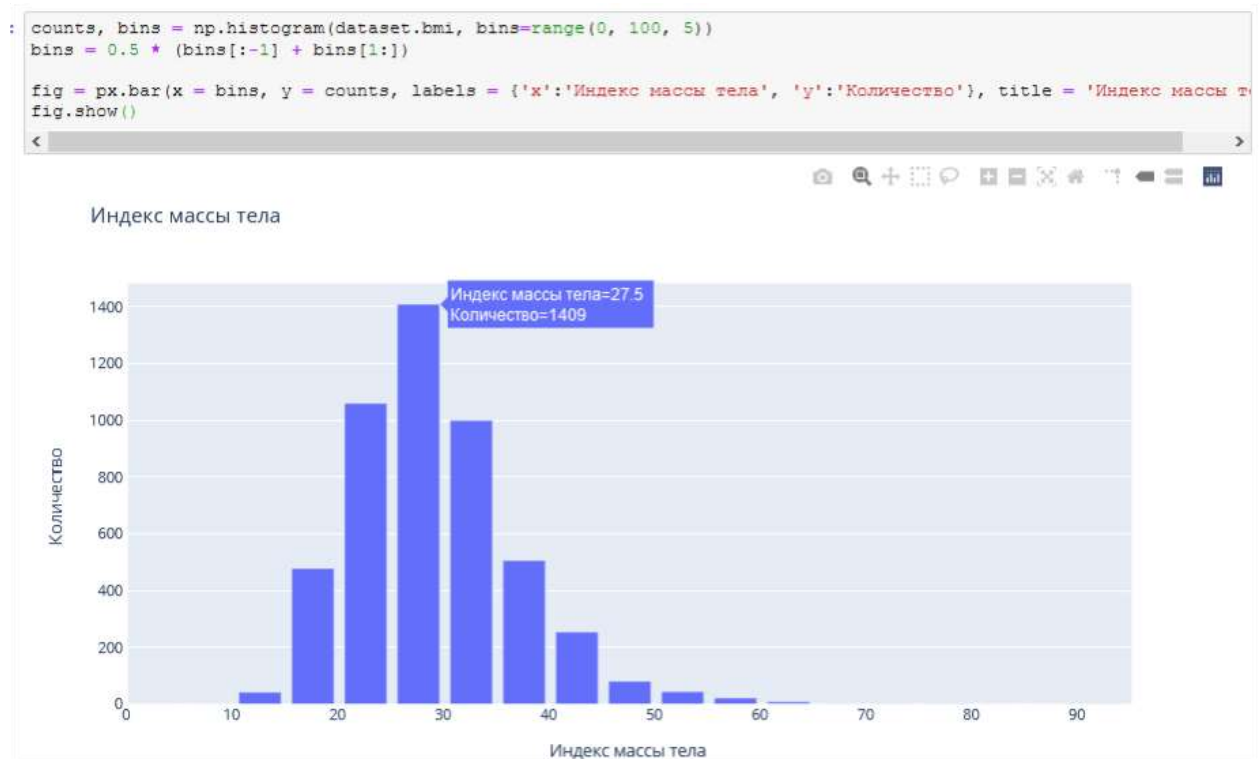 : counts, bins = np.histogram(dataset.bmi, bins=range(0, 100, 5))
bins = 0.5 * (bins[:-1] + bins[1:])
fig = px.bar(x = bins, y = counts, labels = {'x':'Индекс массы тела', 'y':'Количество'}, title = 'Индекс массы т
fig.show()
Индекс массы тела
Индекс массы тела=27.5
Количество=1409
1400
1200
1000
800
600
400
200
0
Количество
0 10 20 30 40 50 60 70 80 90
Индекс массы тела